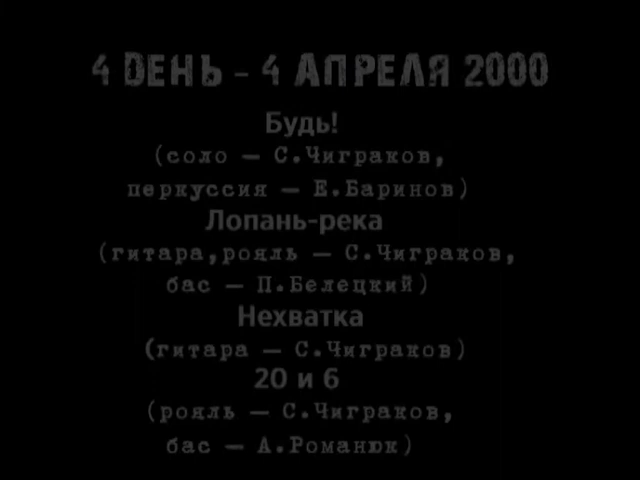 4 DЕНЬ – 4 АПРЕЛЯ 2000
Будь!
(соло — С.Чиграков,
перкуссия — Е.Баринов)
Лопань-река
(гитара,рояль — С.Чиграков,
бас — П.Белецкий)
Нехватка
(гитара — С.Чиграков)
20 и 6
(рояль — С.Чиграков,
бас — А.Романюк)